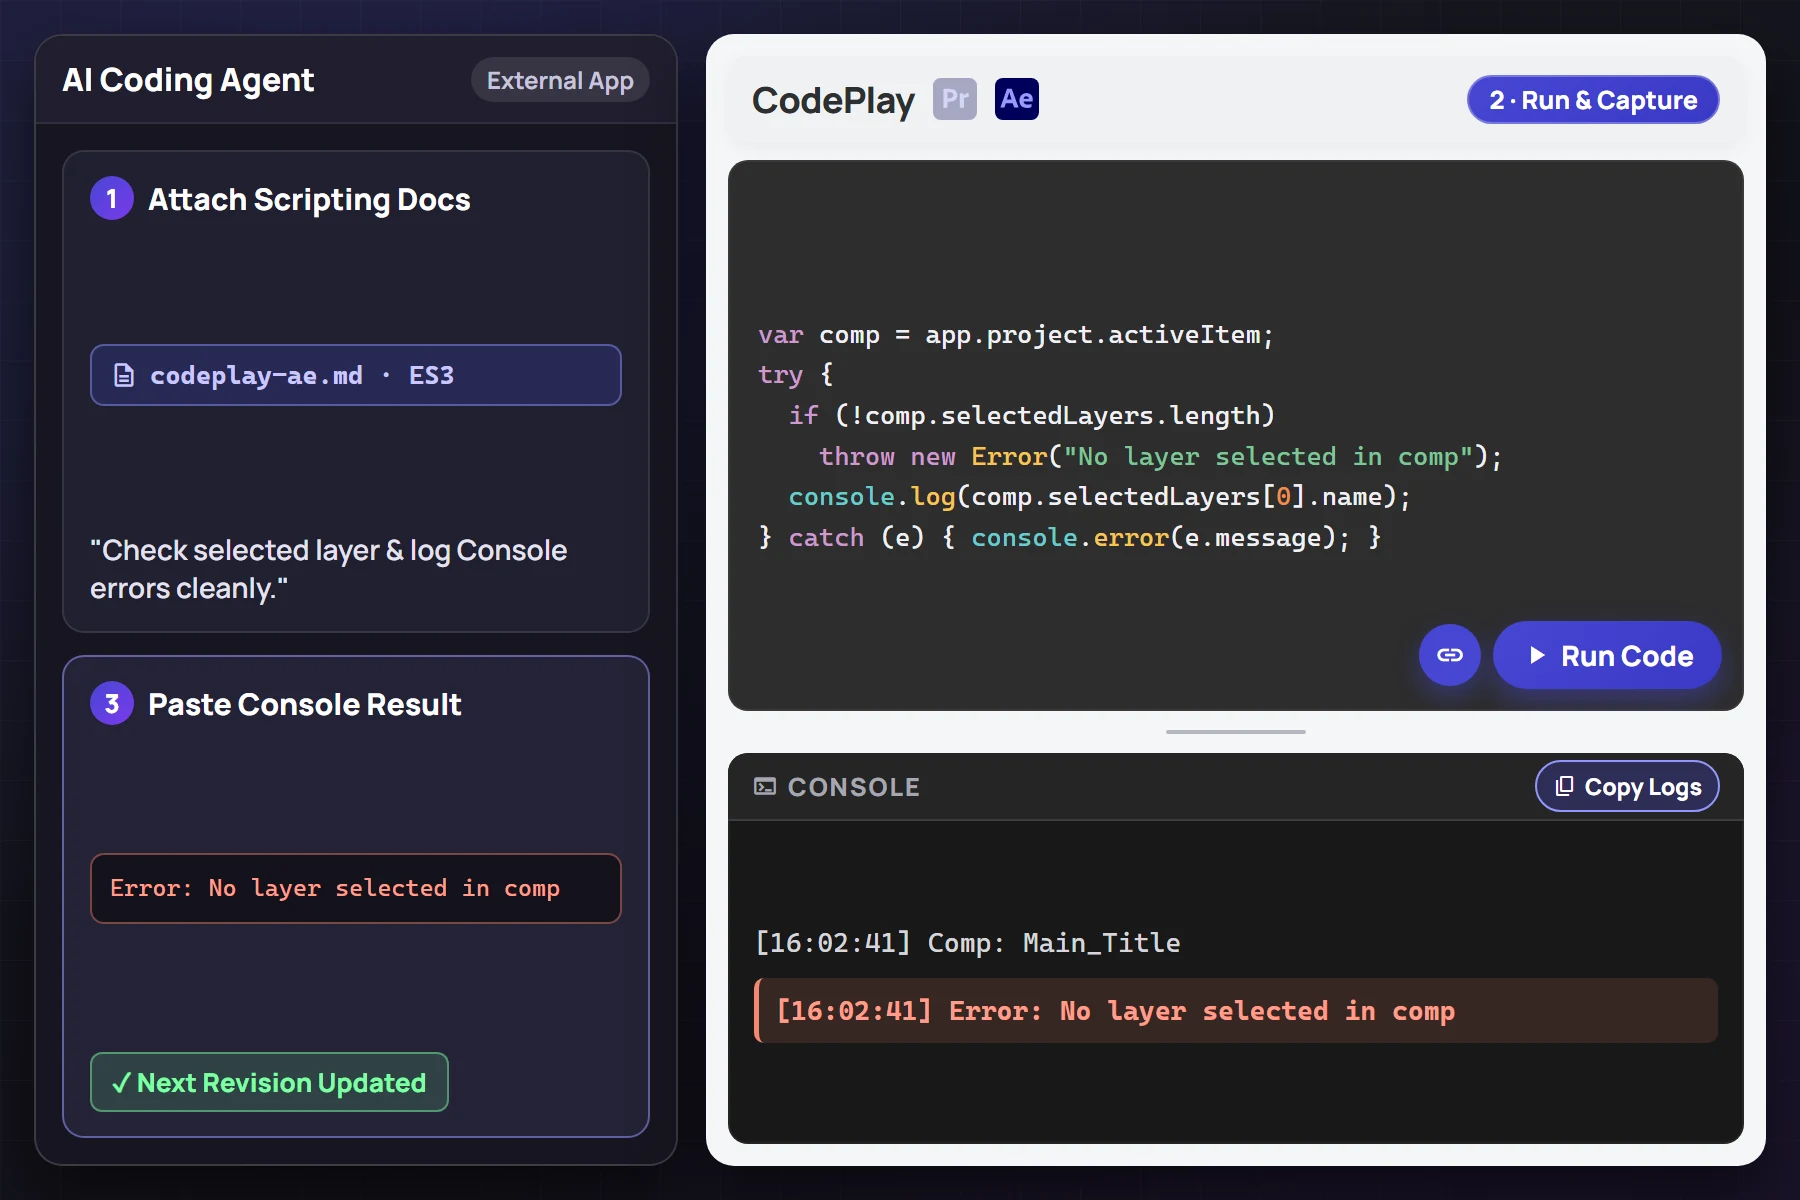 AI Coding Agent
External App
1 Attach Scripting Docs
codeplay-ae.md · ES3
"Check selected layer & log Console
errors cleanly."
3 Paste Console Result
Error: No layer selected in comp
✓ Next Revision Updated
CodePlay Pr Ae
2 · Run & Capture
var comp = app.project.activeItem;
try {
  if (!comp.selectedLayers.length)
    throw new Error("No layer selected in comp");
  console.log(comp.selectedLayers[0].name);
} catch (e) { console.error(e.message); }
Run Code
CONSOLE
Copy Logs
[16:02:41] Comp: Main_Title
[16:02:41] Error: No layer selected in comp